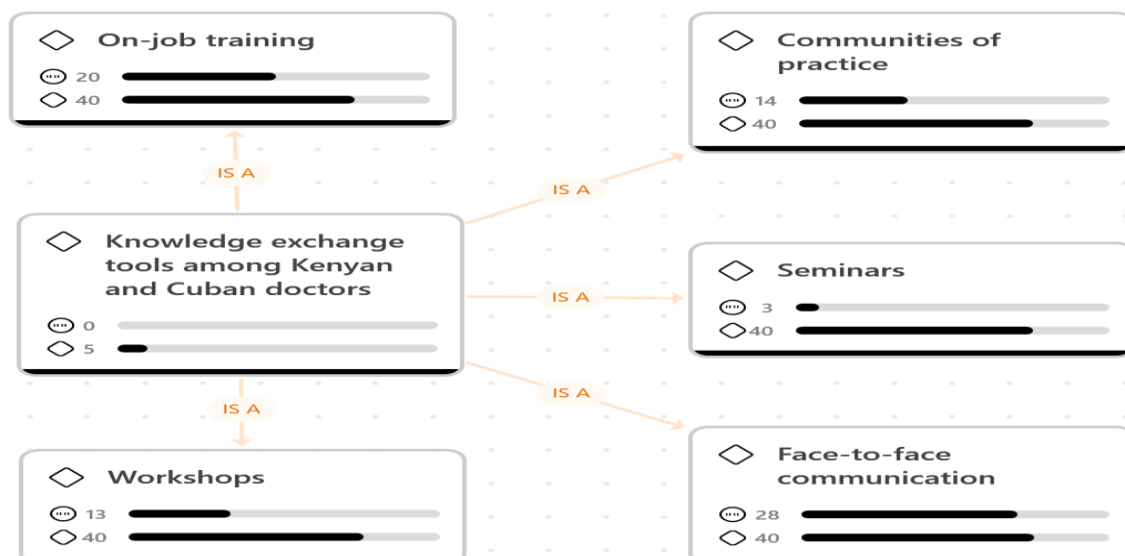 On-job training
20
40
Communities of
practice
14
40
IS A
IS A
Knowledge exchange
tools among Kenyan
and Cuban doctors
0
5
IS A
Seminars
3
40
IS A
IS A
Workshops
13
40
Face-to-face
communication
28
40